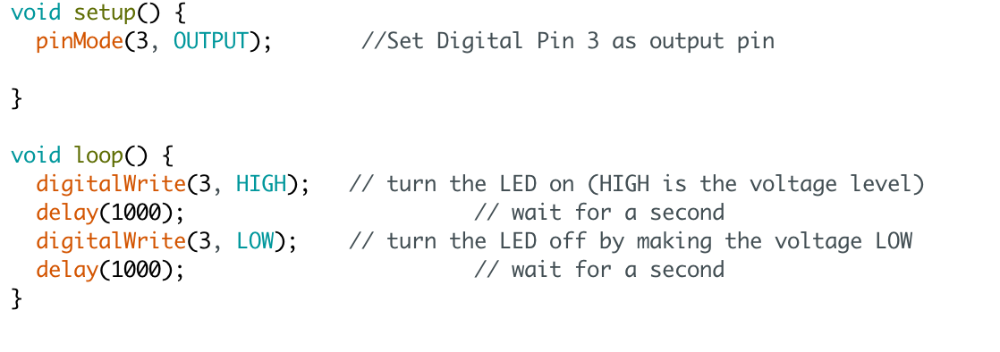 void setup() {
  pinMode(3, OUTPUT);       //Set Digital Pin 3 as output pin
}
void loop() {
  digitalWrite(3, HIGH);   // turn the LED on (HIGH is the voltage level)
  delay(1000);                       // wait for a second
  digitalWrite(3, LOW);    // turn the LED off by making the voltage LOW
  delay(1000);                       // wait for a second
}